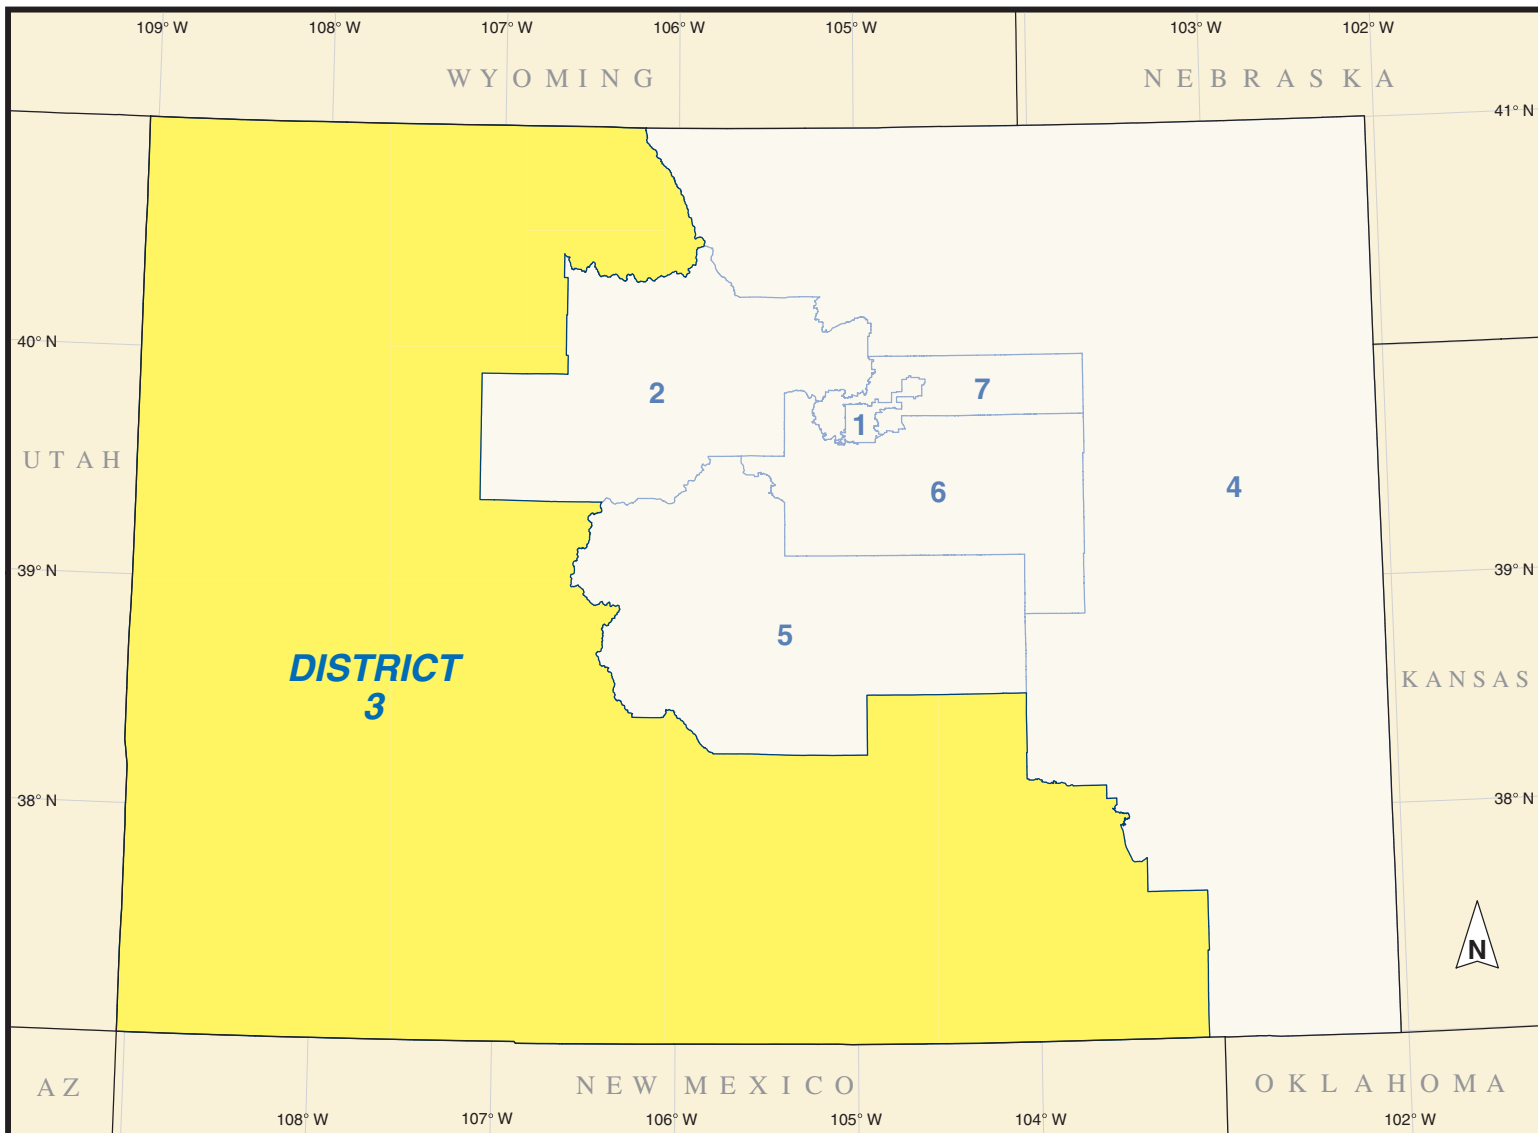 109° W 108° W 107° W 106° W 105° W 103° W 102° W
WYOMING NEBRASKA
41° N
40° N
2 7
1
UTAH
6 4
39° N 39° N
5
DISTRICT
3
KANSAS
38° N 38° N
N
AZ NEW MEXICO OKLAHOMA
108° W 107° W 106° W 105° W 104° W 102° W